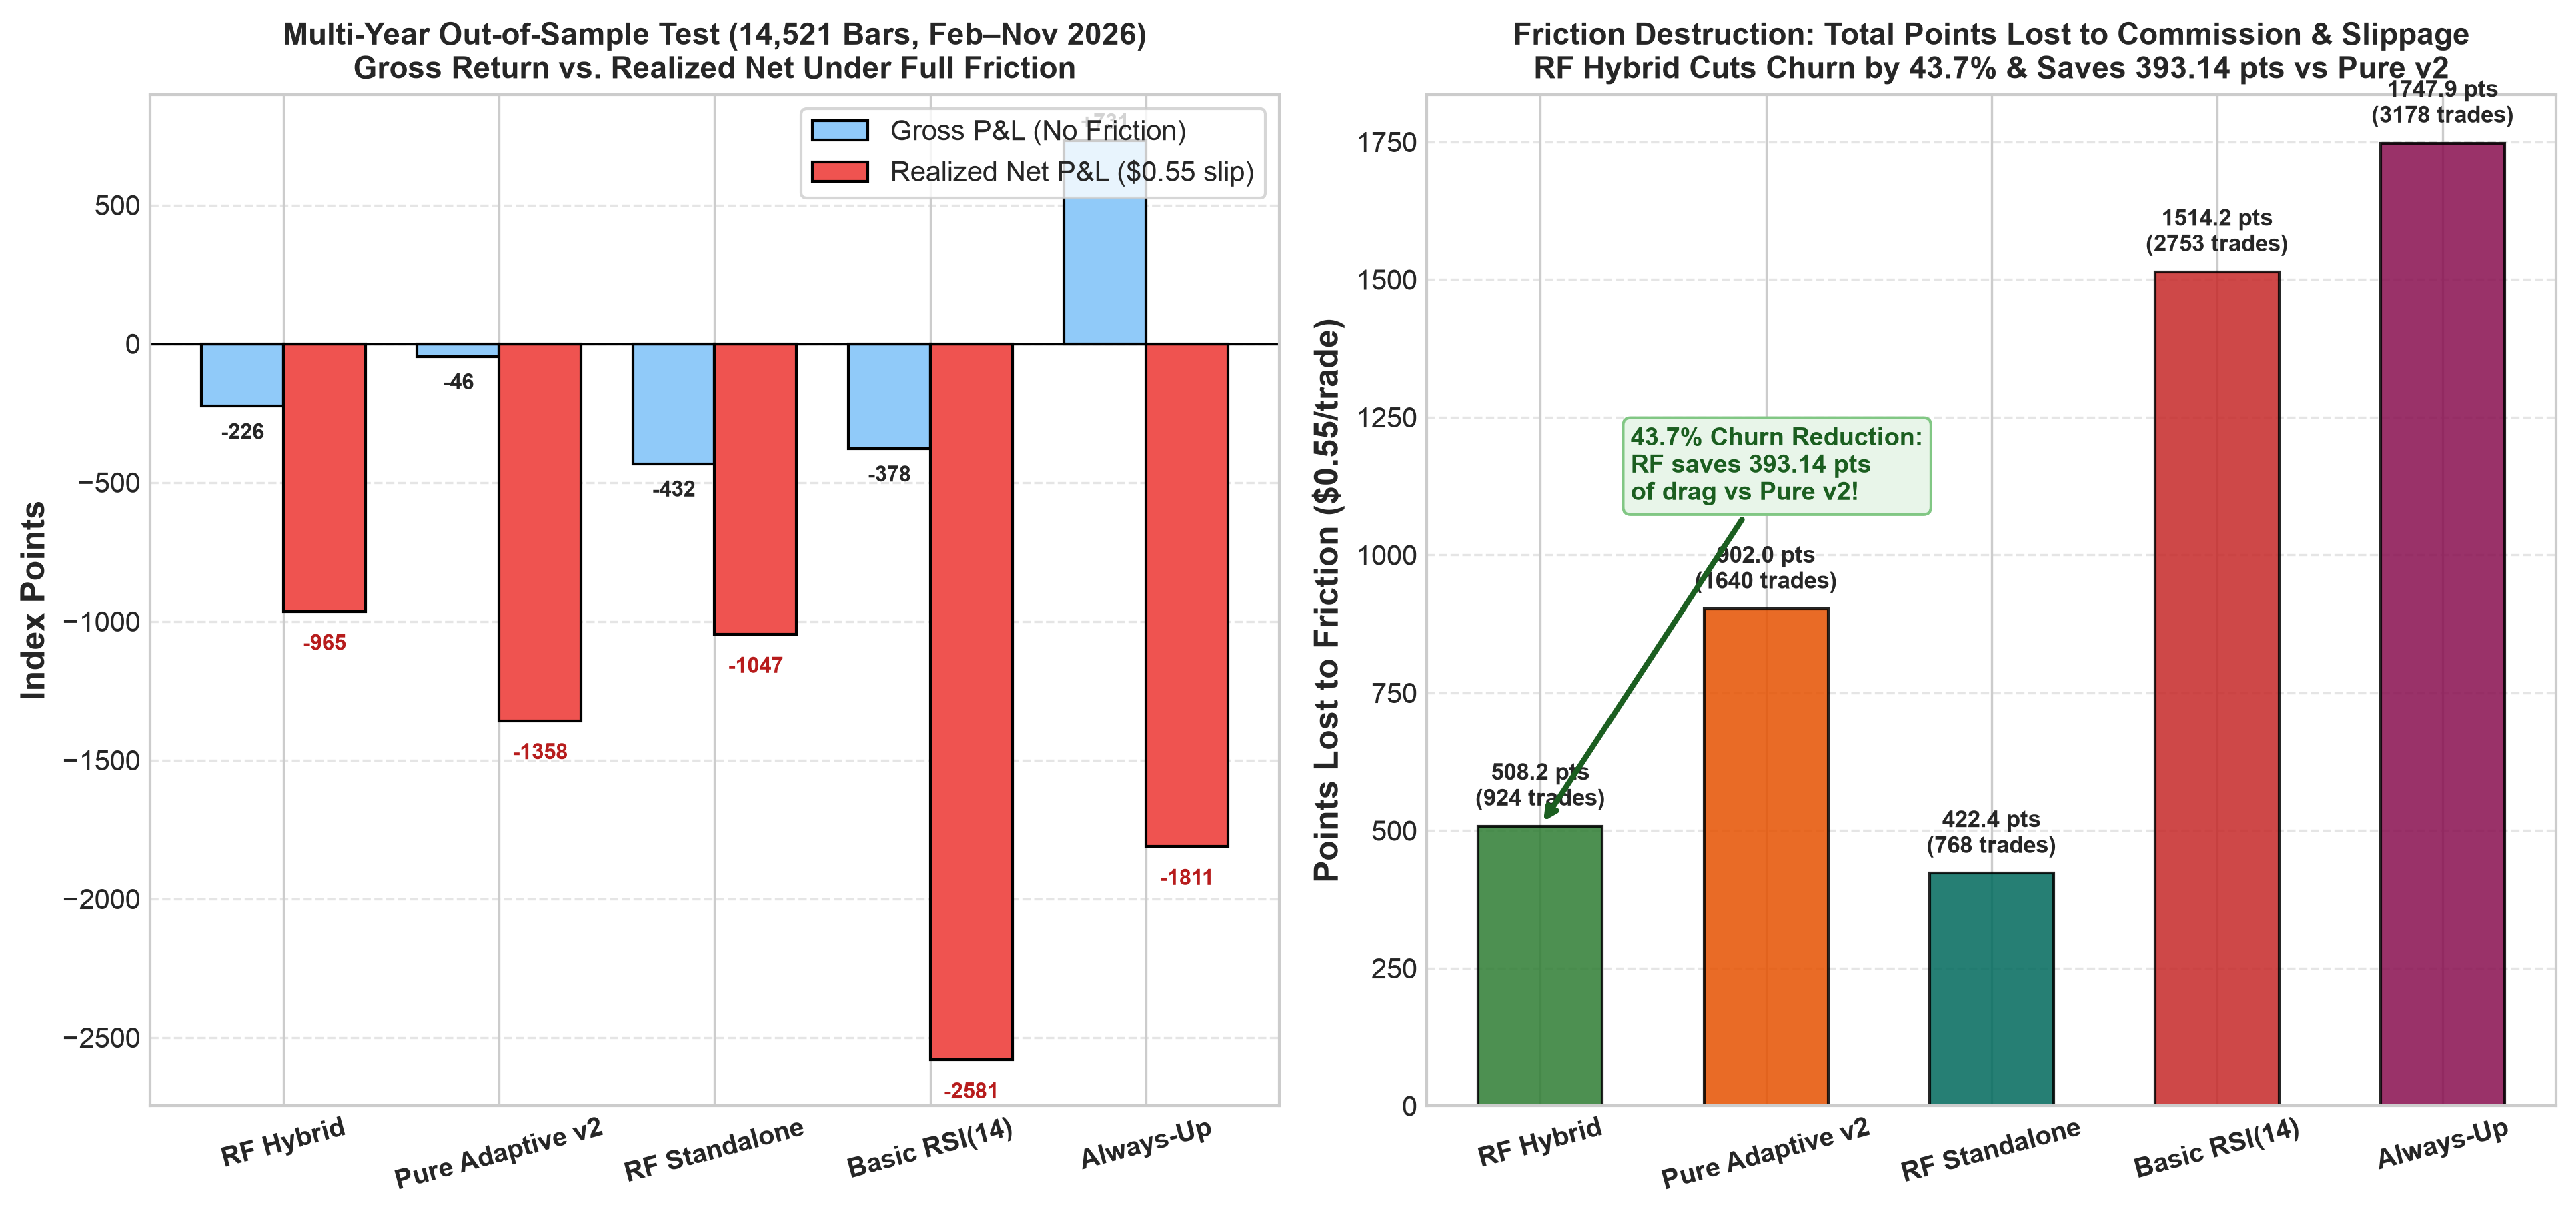 Multi-Year Out-of-Sample Test (14,521 Bars, Feb–Nov 2026)
Gross Return vs. Realized Net Under Full Friction
Index Points
500
0
−500
−1000
−1500
−2000
−2500
+731
Gross P&L (No Friction)
Realized Net P&L ($0.55 slip)
-226
-965
-46
-1358
-432
-1047
-378
-2581
-1811
RF Hybrid
Pure Adaptive v2
RF Standalone
Basic RSI(14)
Always-Up
Friction Destruction: Total Points Lost to Commission & Slippage
RF Hybrid Cuts Churn by 43.7% & Saves 393.14 pts vs Pure v2
Points Lost to Friction ($0.55/trade)
1750
1500
1250
1000
750
500
250
0
1747.9 pts
(3178 trades)
1514.2 pts
(2753 trades)
43.7% Churn Reduction:
RF saves 393.14 pts
of drag vs Pure v2!
902.0 pts
(1640 trades)
508.2 pts
(924 trades)
422.4 pts
(768 trades)
RF Hybrid
Pure Adaptive v2
RF Standalone
Basic RSI(14)
Always-Up